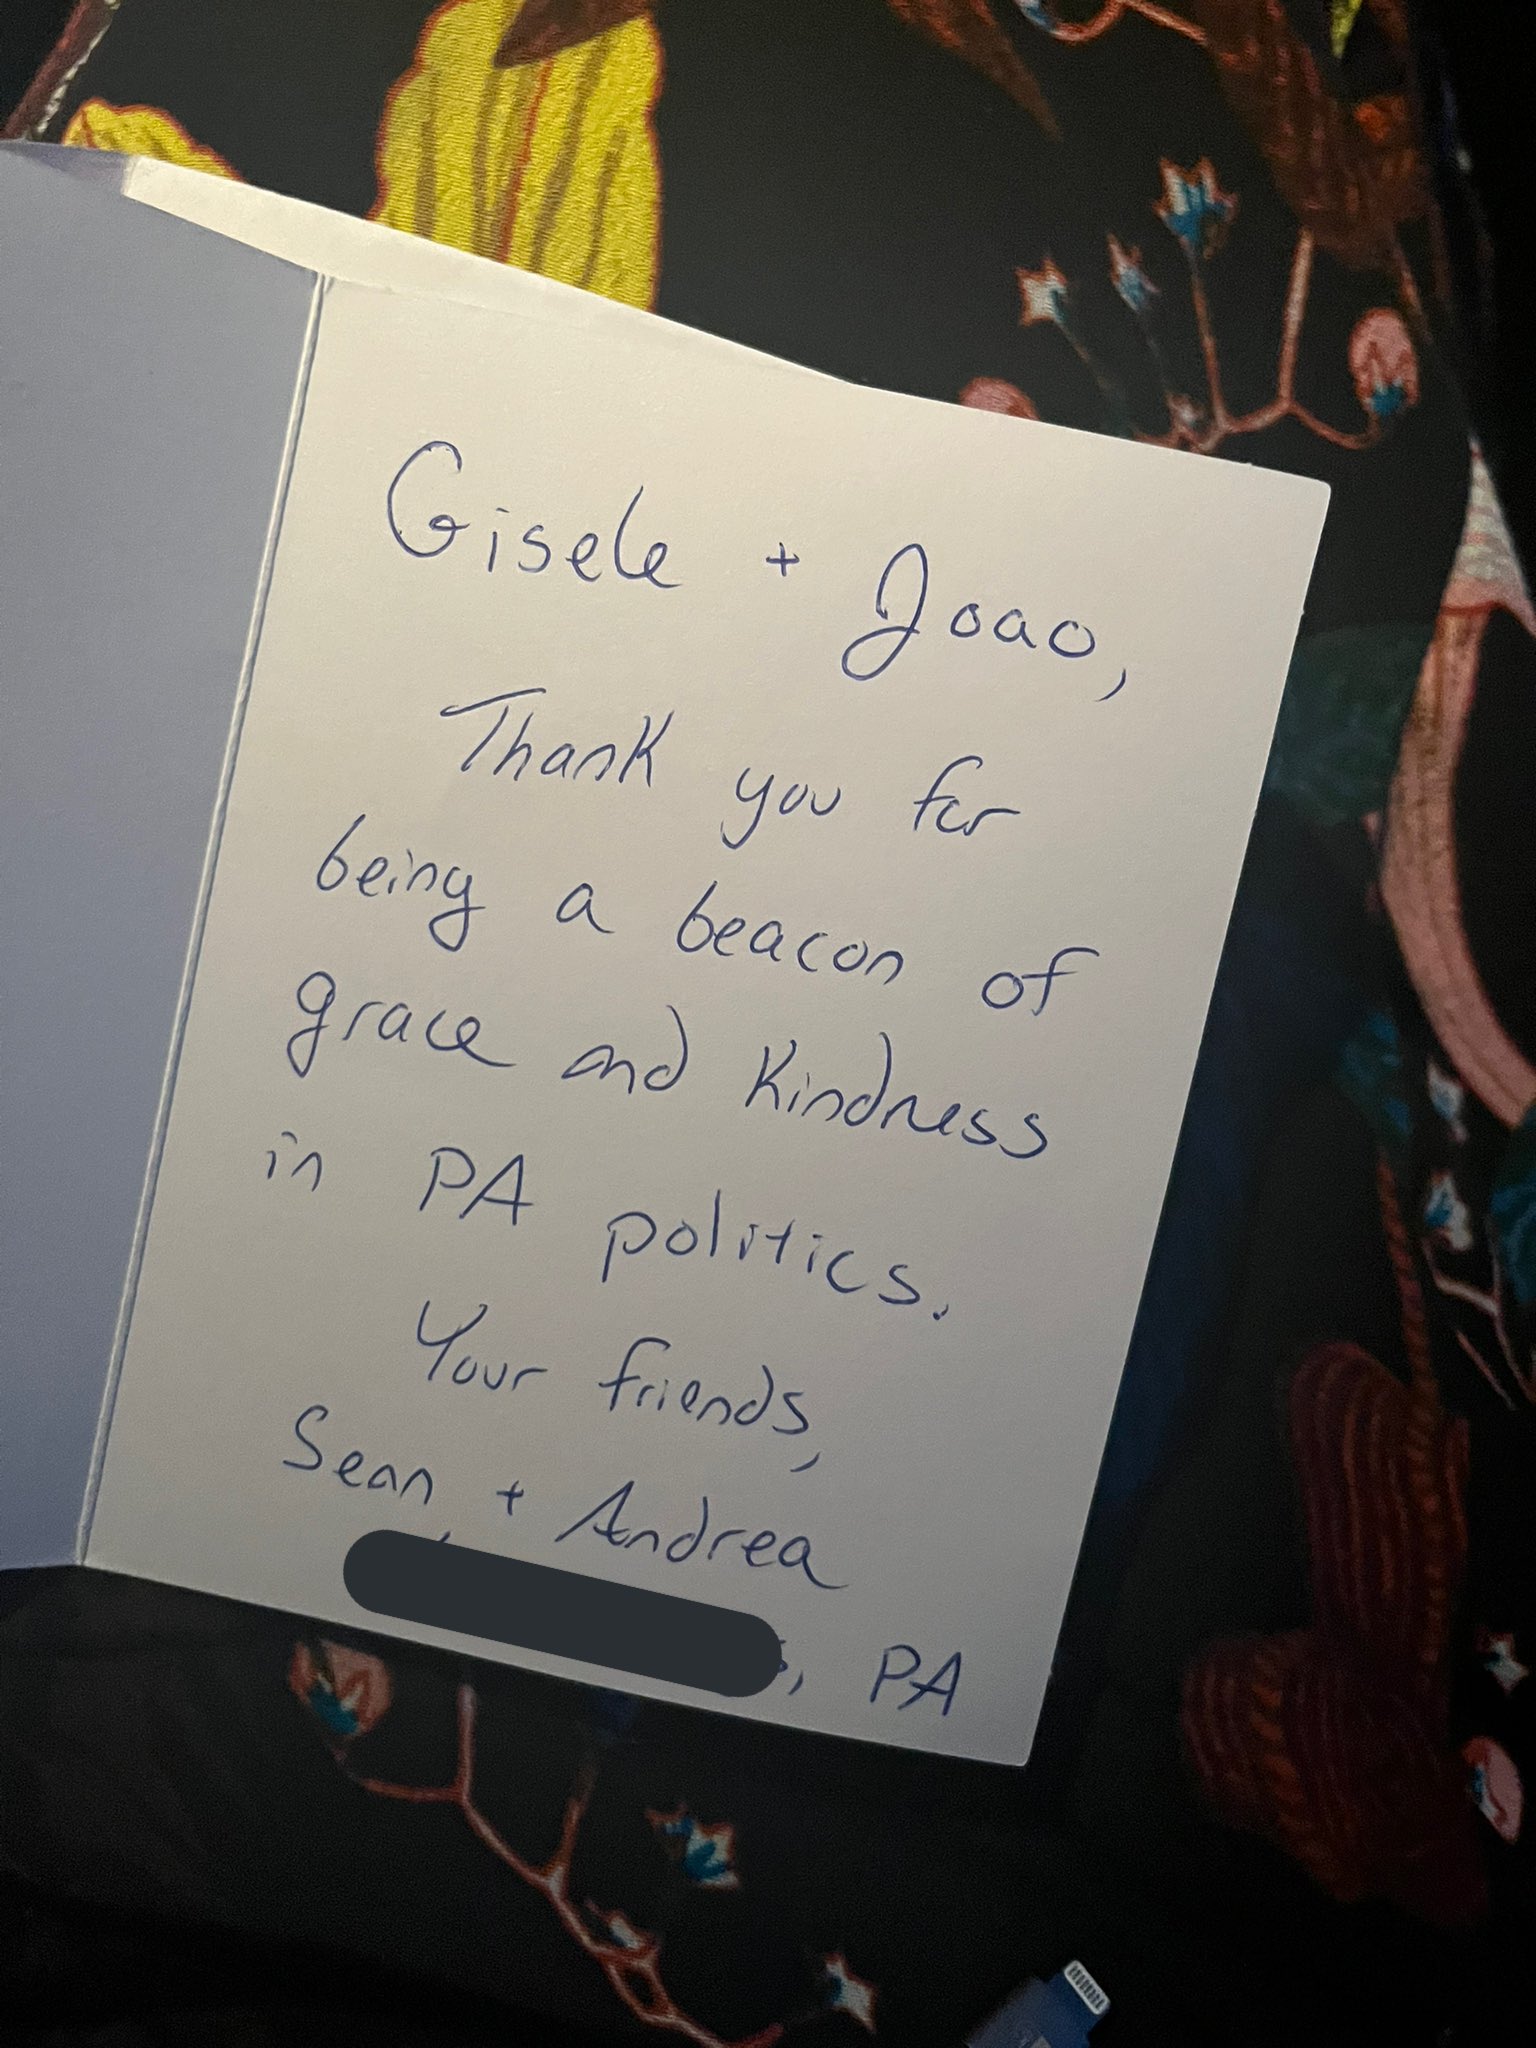 Gisele + Joao,
Thank you for
being a beacon of
grace and kindness
in PA politics.
Your friends,
Sean + Andrea
, PA